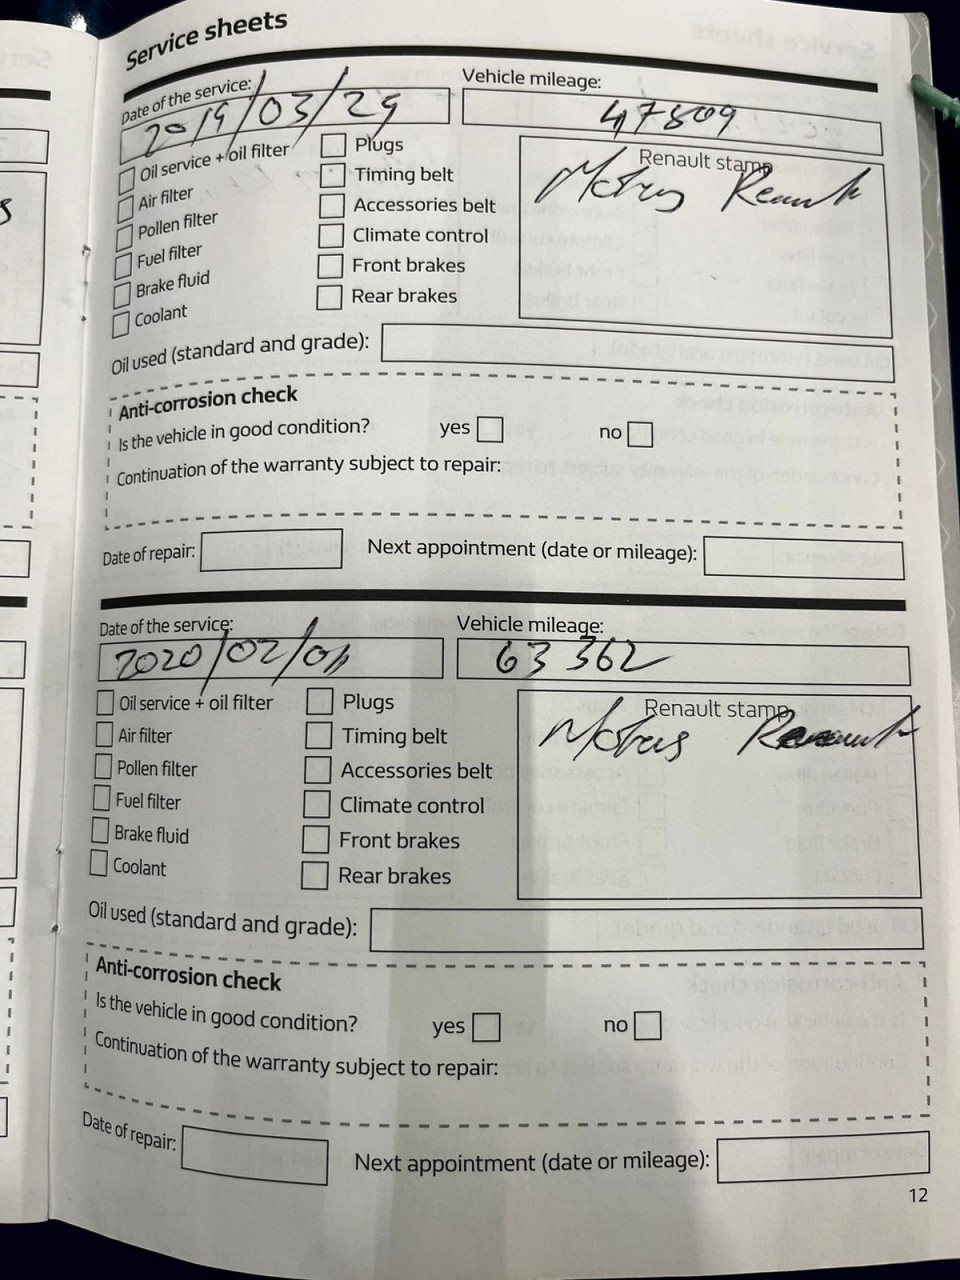 Service sheets
Date of the service: Vehicle mileage:
2019/03/29 47809
Oil service + oil filter Plugs Renault stamp
Air filter Timing belt Motus Renault
Pollen filter Accessories belt
Fuel filter Climate control
Brake fluid Front brakes
Coolant Rear brakes
Oil used (standard and grade):
Anti-corrosion check
Is the vehicle in good condition? yes no
Continuation of the warranty subject to repair:
Date of repair: Next appointment (date or mileage):
Date of the service: Vehicle mileage:
2020/02/ 63 362
Oil service + oil filter Plugs Renault stamp
Air filter Timing belt Motus Renault
Pollen filter Accessories belt
Fuel filter Climate control
Brake fluid Front brakes
Coolant Rear brakes
Oil used (standard and grade):
Anti-corrosion check
Is the vehicle in good condition? yes no
Continuation of the warranty subject to repair:
Date of repair: Next appointment (date or mileage):
12